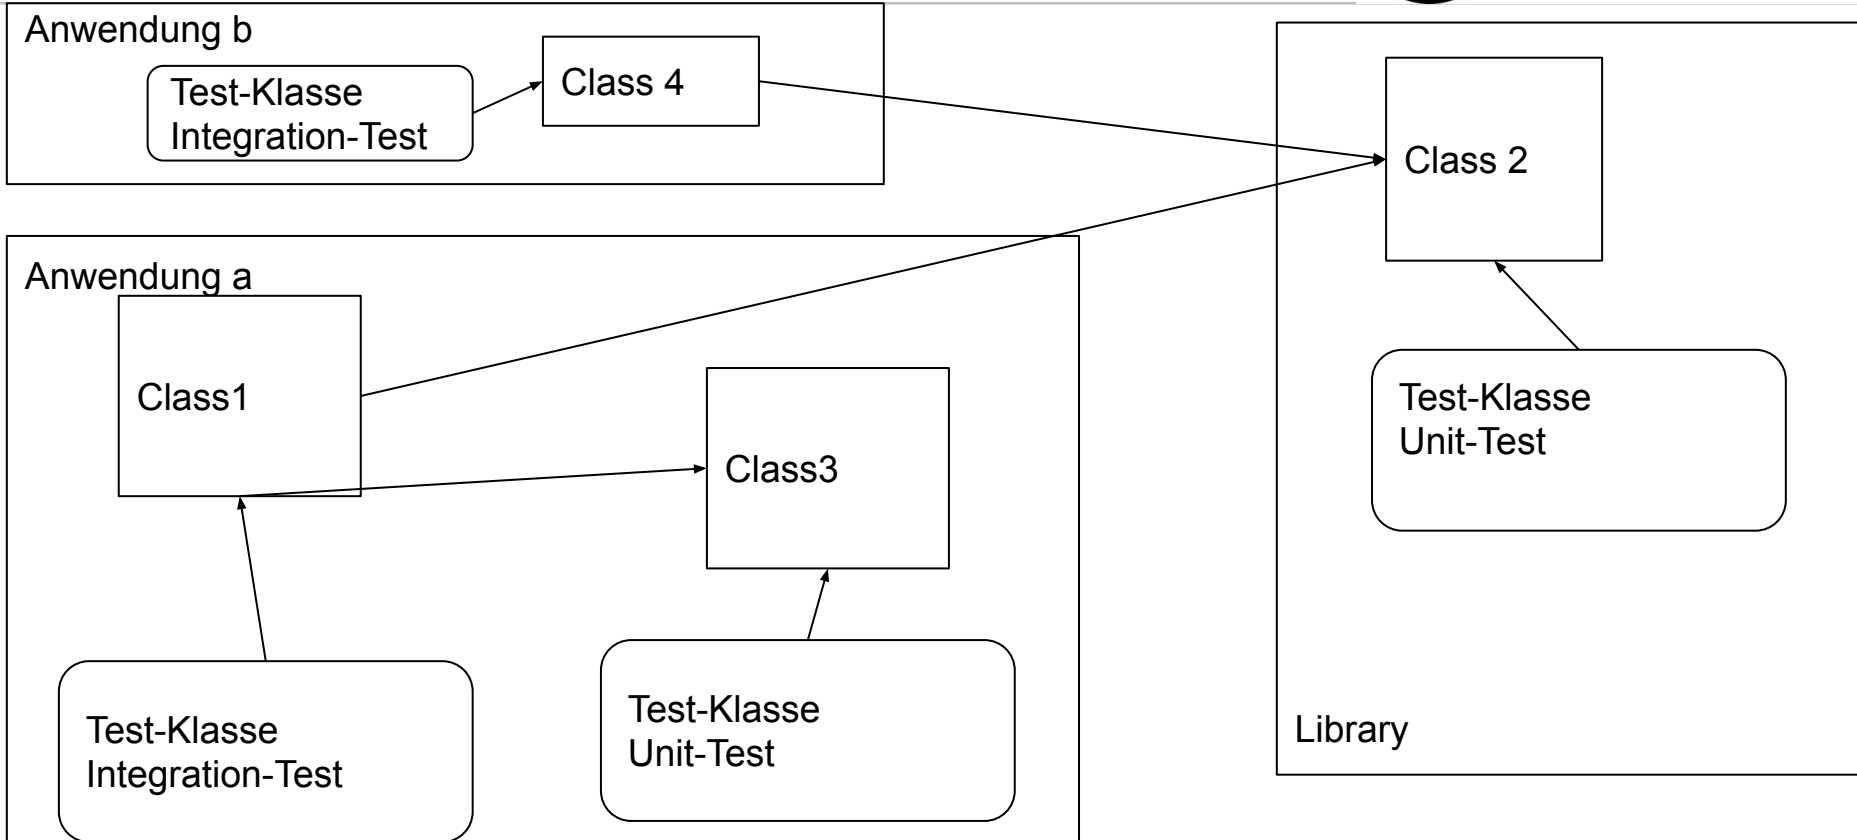 Anwendung b
Test-Klasse
Integration-Test
Class 4
Class 2
Anwendung a
Class1
Class3
Test-Klasse
Unit-Test
Test-Klasse
Integration-Test
Test-Klasse
Unit-Test
Library